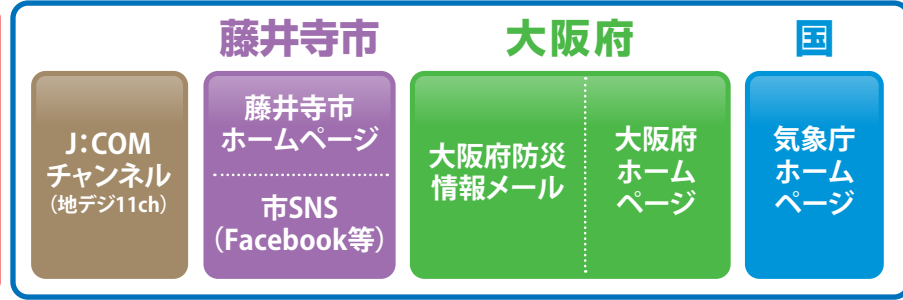 藤井寺市
大阪府
国
J:COM
チャンネル
(地デジ11ch)
藤井寺市
ホームページ
市SNS
(Facebook等)
大阪府防災
情報メール
大阪府
ホーム
ページ
気象庁
ホーム
ページ